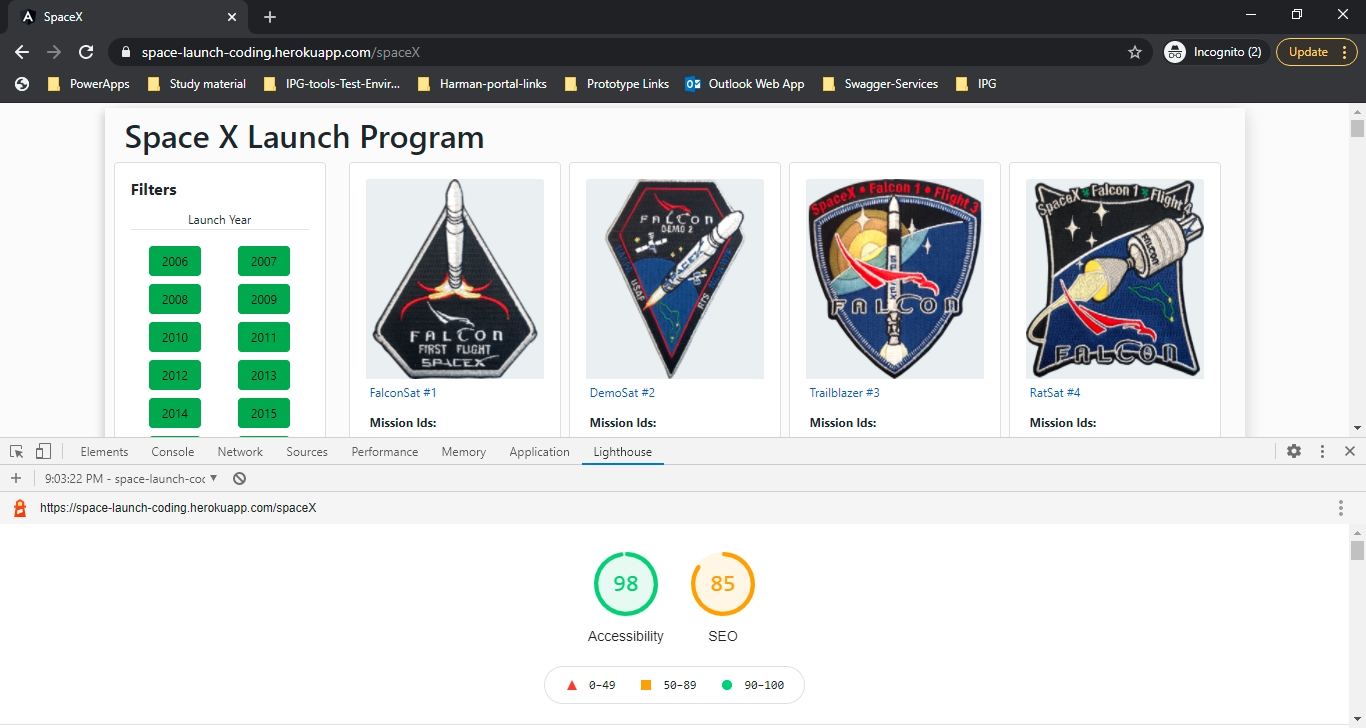 SpaceX
space-launch-coding.herokuapp.com/spaceX
Incognito (2)
Update
PowerApps
Study material
IPG-tools-Test-Envir...
Harman-portal-links
Prototype Links
Outlook Web App
Swagger-Services
IPG
Space X Launch Program
Filters
Launch Year
2006 2007
2008 2009
2010 2011
2012 2013
2014 2015
FALCON
FIRST FLIGHT
SPACEX
FalconSat #1
Mission Ids:
FALCON
DEMO 2
USAF
SPACEX
DemoSat #2
Mission Ids:
SpaceX • Falcon 1 • Flight 3
SPACEX
FALCON
Trailblazer #3
Mission Ids:
SpaceX Falcon 1 Flight 4
FALCON
FALCON
RatSat #4
Mission Ids:
Elements Console Network Sources Performance Memory Application Lighthouse
9:03:22 PM - space-launch-coc
https://space-launch-coding.herokuapp.com/spaceX
98 85
Accessibility SEO
0–49 50–89 90–100